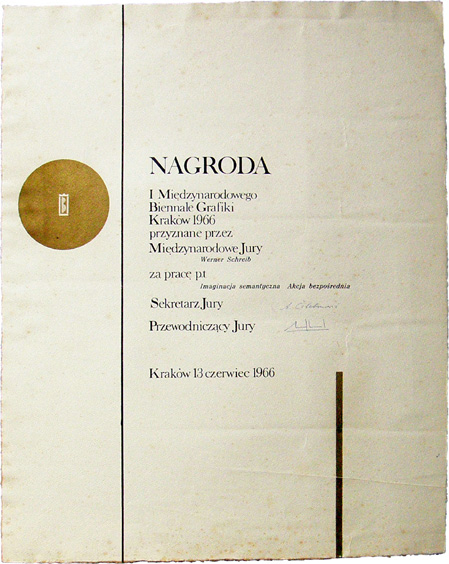 NAGRODA
I Międzynarodowego
Biennale Grafiki
Kraków 1966
przyznane przez
Międzynarodowe Jury
Werner Schreib
za pracę p.t
Imaginacja semantyczna Akcja bezpośrednia
Sekretarz Jury
Przewodniczący Jury
Kraków 13 czerwiec 1966